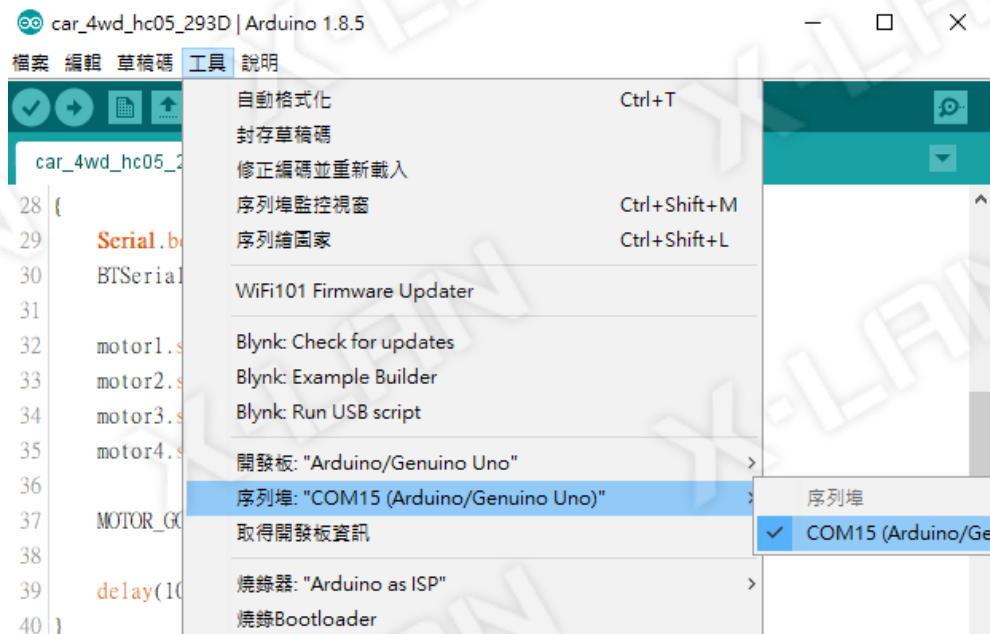 car_4wd_hc05_293D | Arduino 1.8.5
檔案 編輯 草稿碼 工具 說明
自動格式化 Ctrl+T
封存草稿碼
修正編碼並重新載入
序列埠監控視窗 Ctrl+Shift+M
序列繪圖家 Ctrl+Shift+L
WiFi101 Firmware Updater
Blynk: Check for updates
Blynk: Example Builder
Blynk: Run USB script
開發板: "Arduino/Genuino Uno"
序列埠: "COM15 (Arduino/Genuino Uno)"
取得開發板資訊
燒錄器: "Arduino as ISP"
燒錄Bootloader
序列埠
COM15 (Arduino/Ge
car_4wd_hc05_2
28 {
29 Serial.be
30 BTSerial
31
32 motor1.s
33 motor2.s
34 motor3.s
35 motor4.s
36
37 MOTOR_GO
38
39 delay(10
40 }
X-LAN